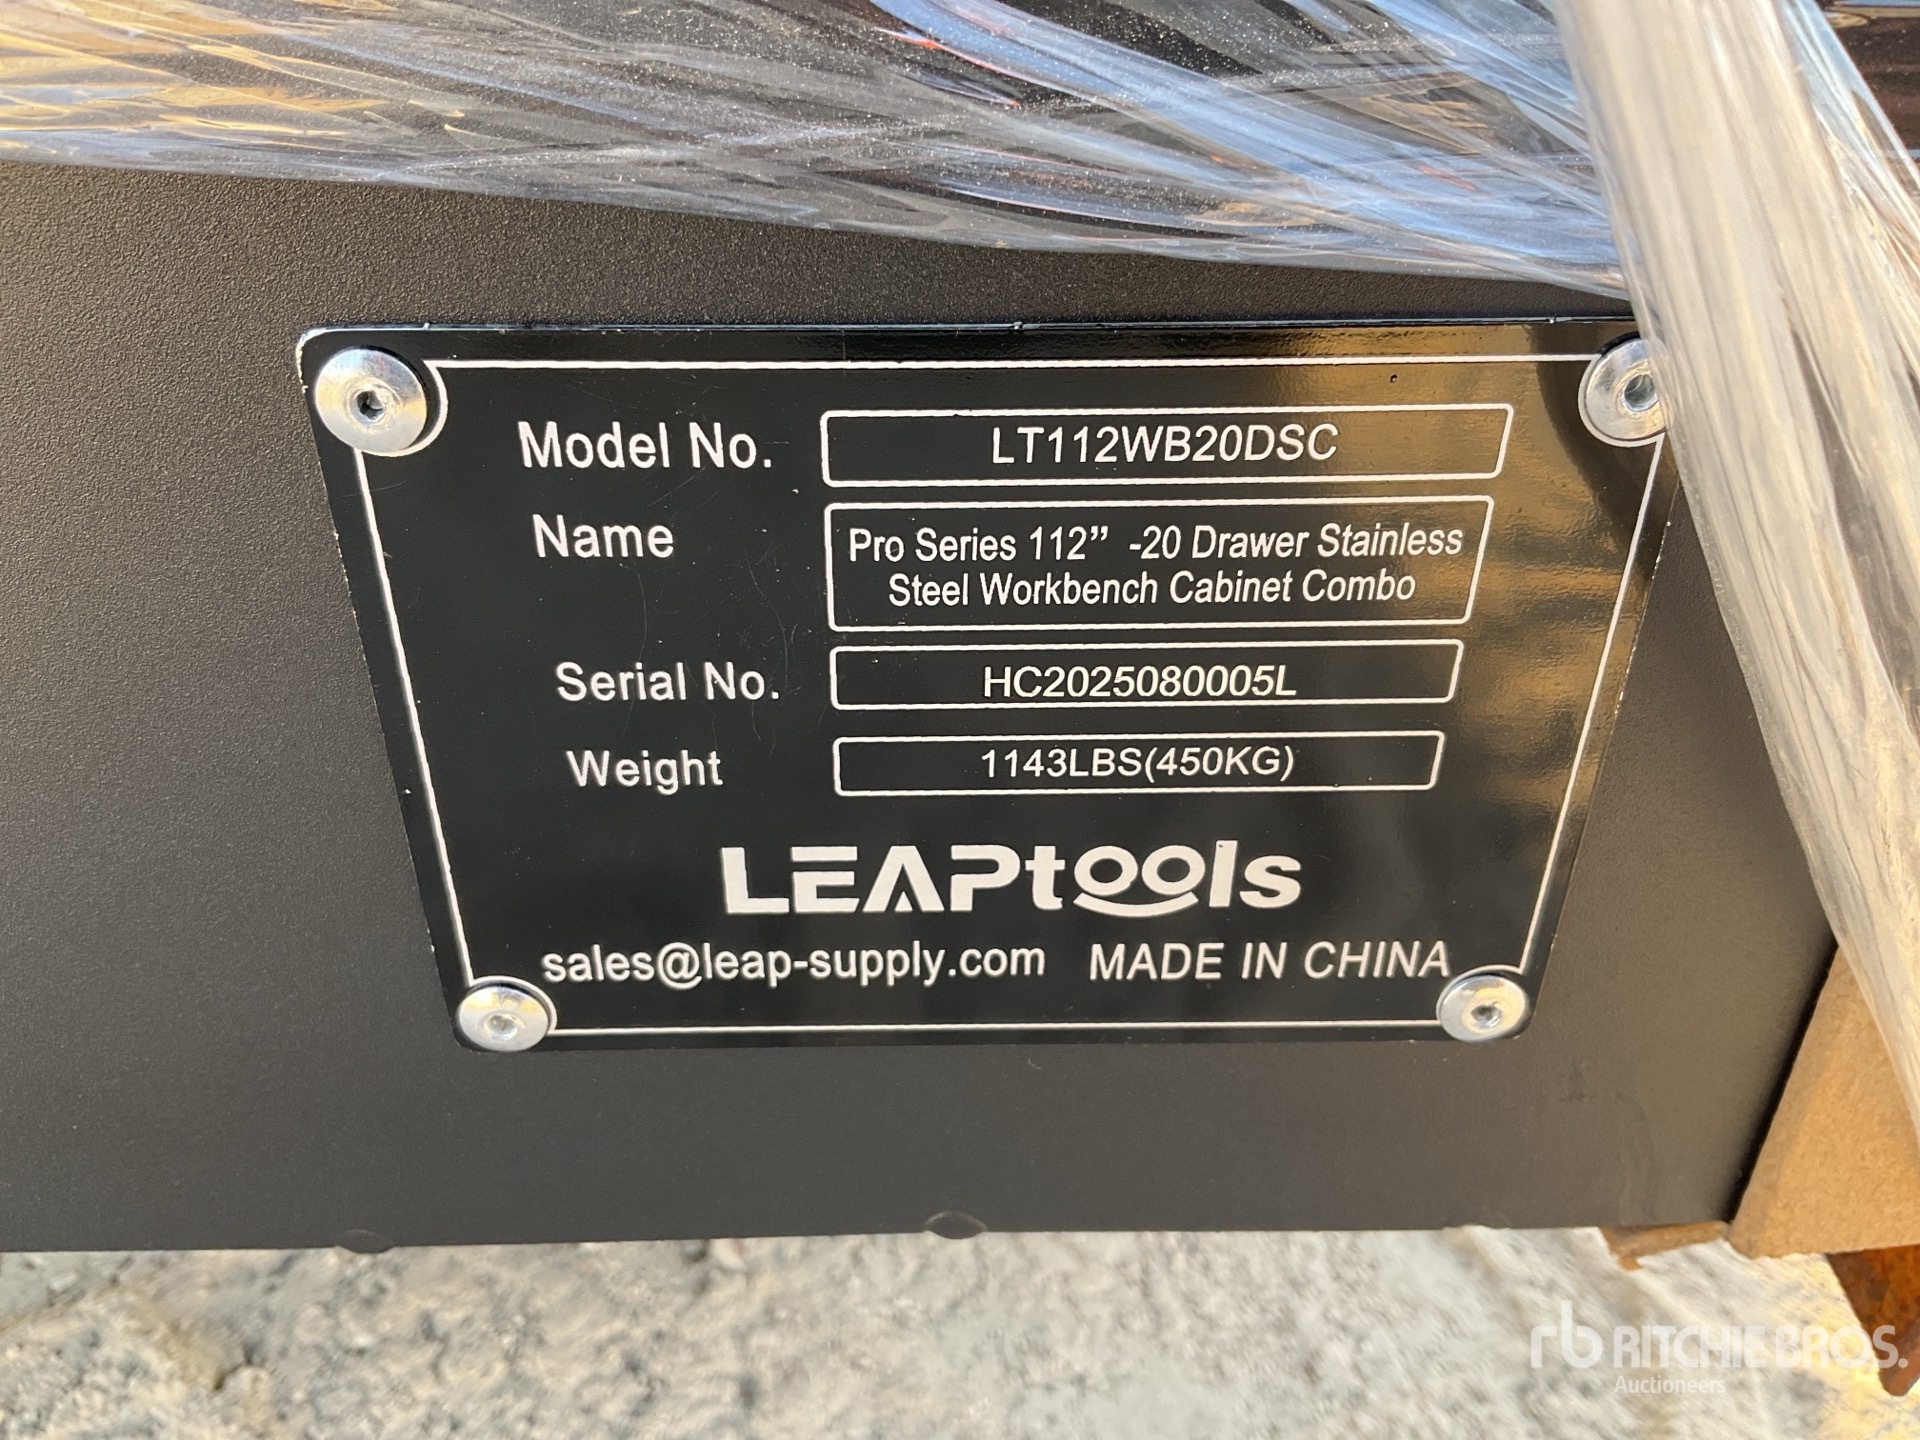 Model No. LT112WB20DSC
Name Pro Series 112” -20 Drawer Stainless
Steel Workbench Cabinet Combo
Serial No. HC2025080005L
Weight 1143LBS(450KG)
LEAPtools
sales@leap-supply.com MADE IN CHINA
rb RITCHIE BROS.
Auctioneers